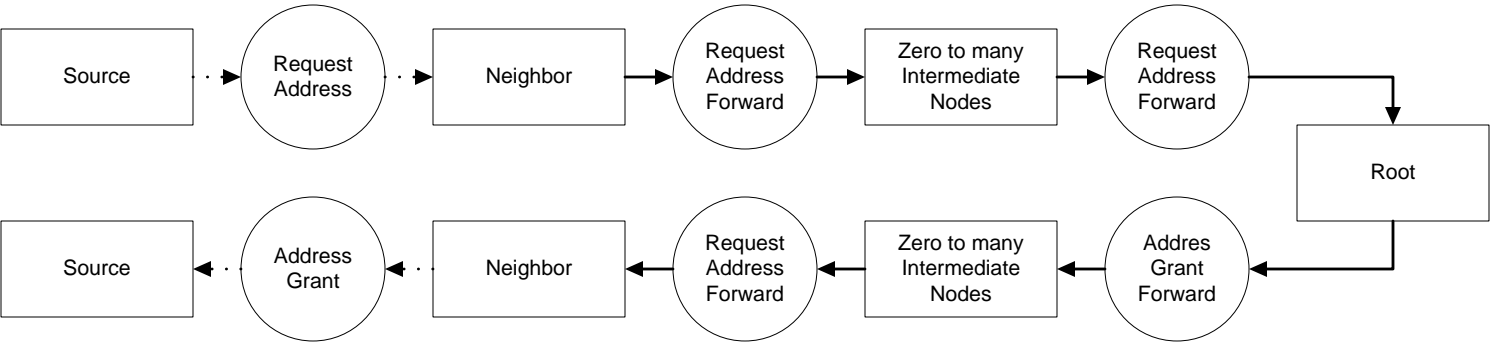 Source
Request
Address
Neighbor
Request
Address
Forward
Zero to many
Intermediate
Nodes
Request
Address
Forward
Root
Source
Address
Grant
Neighbor
Request
Address
Forward
Zero to many
Intermediate
Nodes
Addres
Grant
Forward